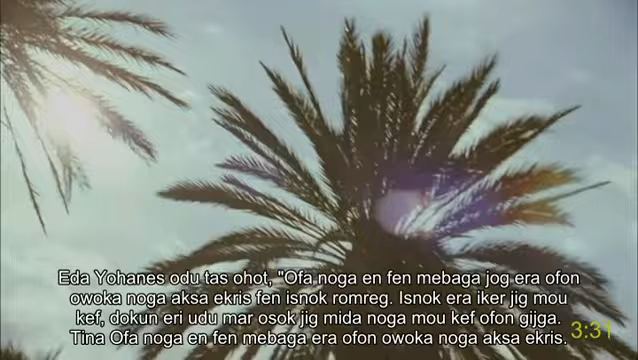 Eda Yohanes odu tas ohot, "Ofa noga en fen mebaga jog era ofon
owoka noga aksa ekris fen isnok romreg. Isnok era iker jig mou
kef, dokun eri udu mar osok jig mida noga mou kef ofon gijga.
Tina Ofa noga en fen mebaga era ofon owoka noga aksa ekris.
3:31